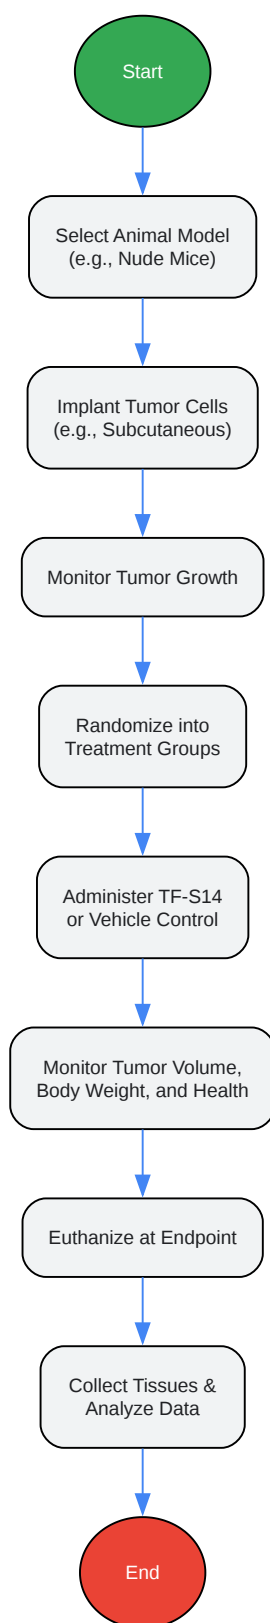 Start
Select Animal Model
(e.g., Nude Mice)
Implant Tumor Cells
(e.g., Subcutaneous)
Monitor Tumor Growth
Randomize into
Treatment Groups
Administer TF-S14
or Vehicle Control
Monitor Tumor Volume,
Body Weight, and Health
Euthanize at Endpoint
Collect Tissues &
Analyze Data
End